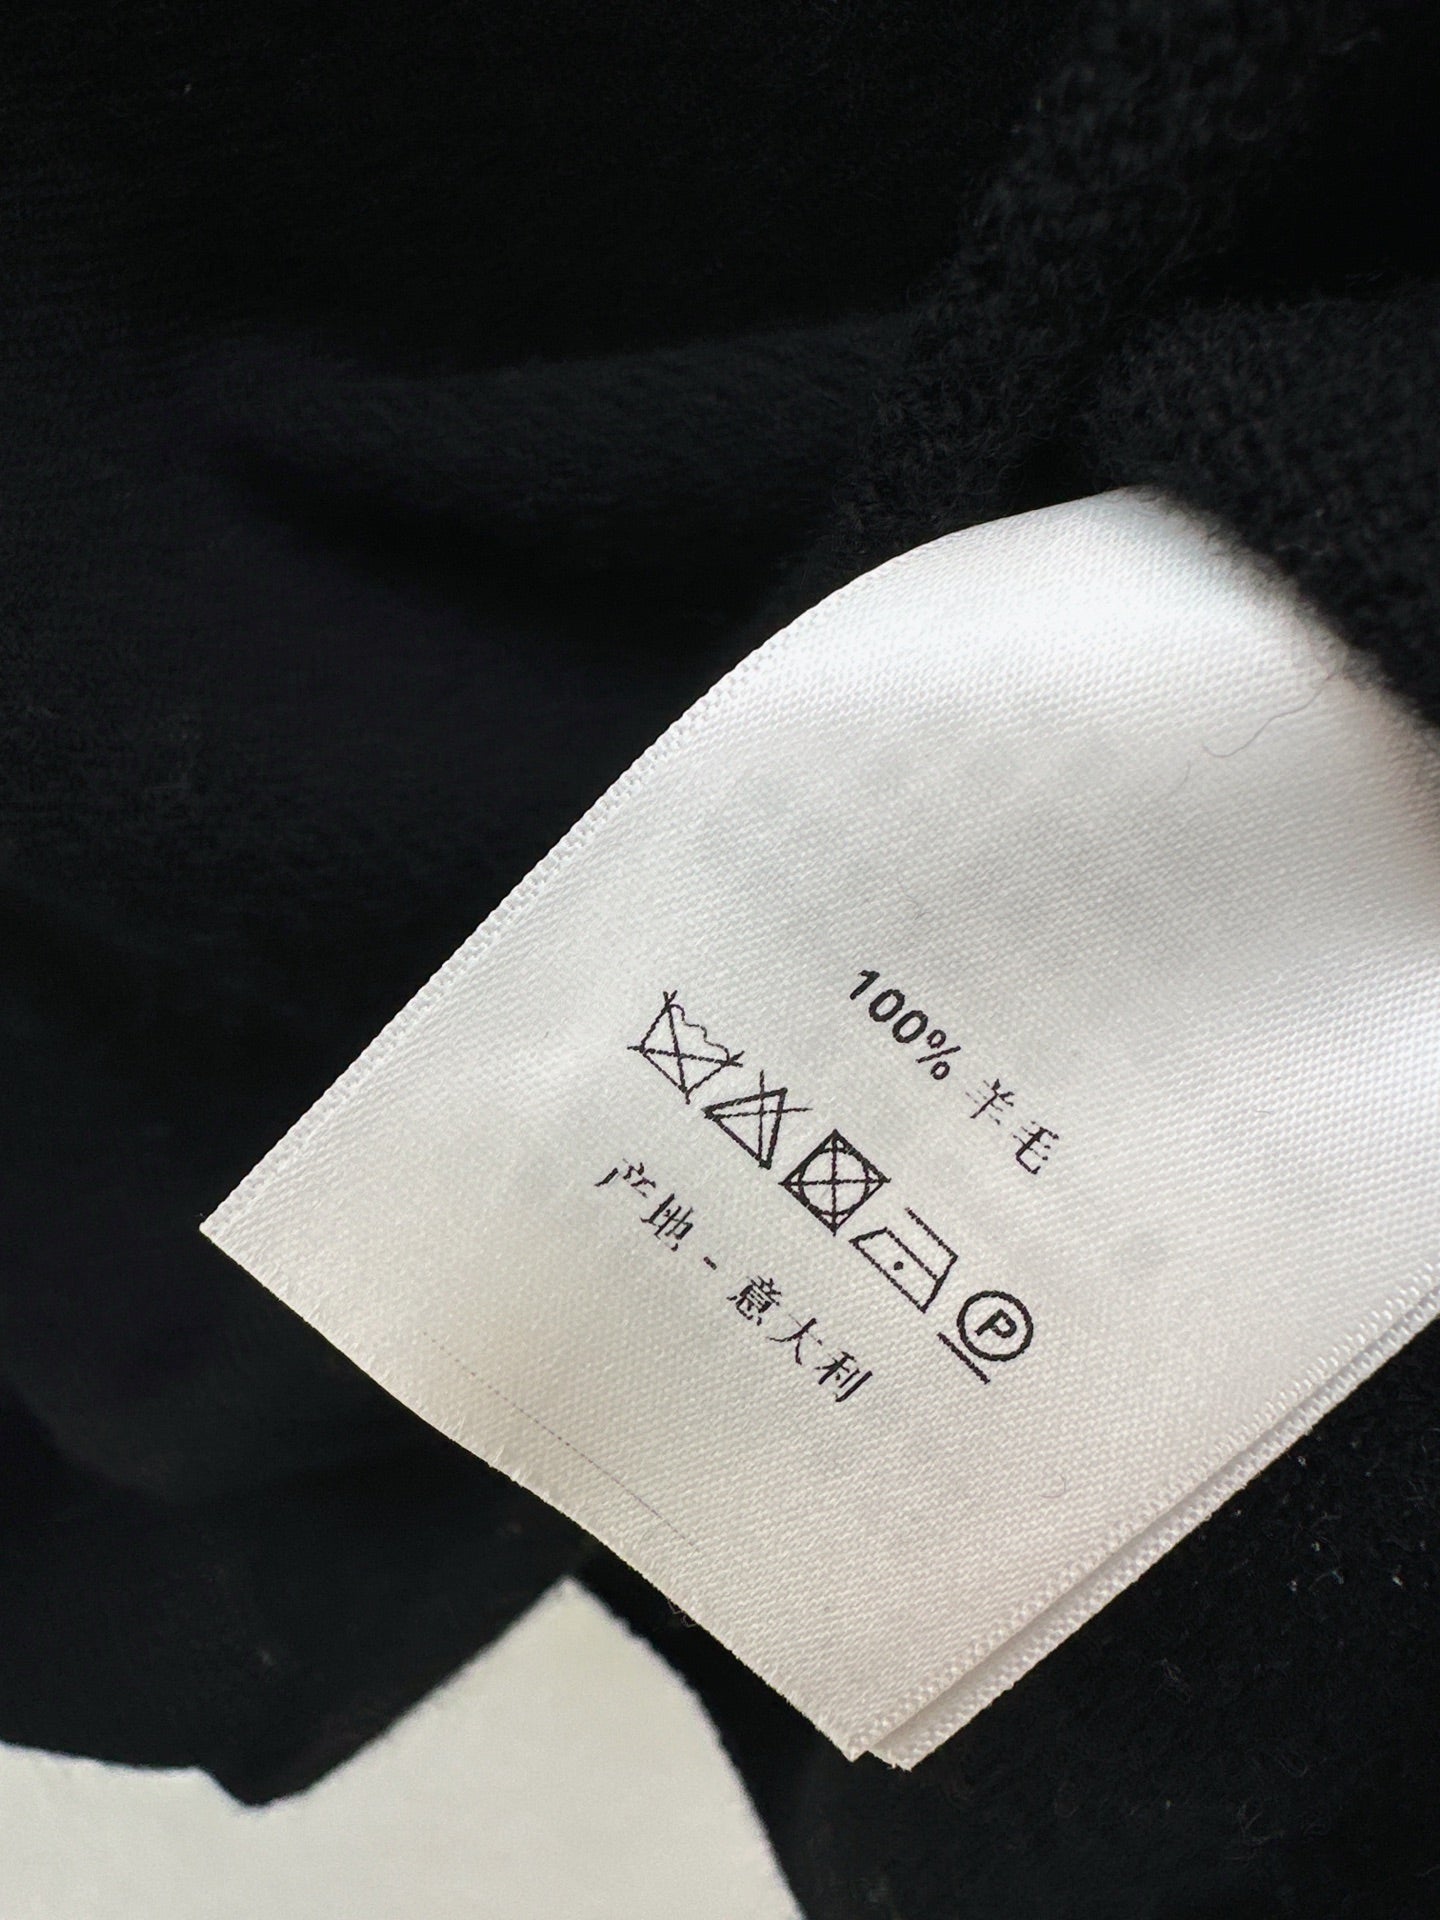 100% 羊毛
P
产地 - 意大利